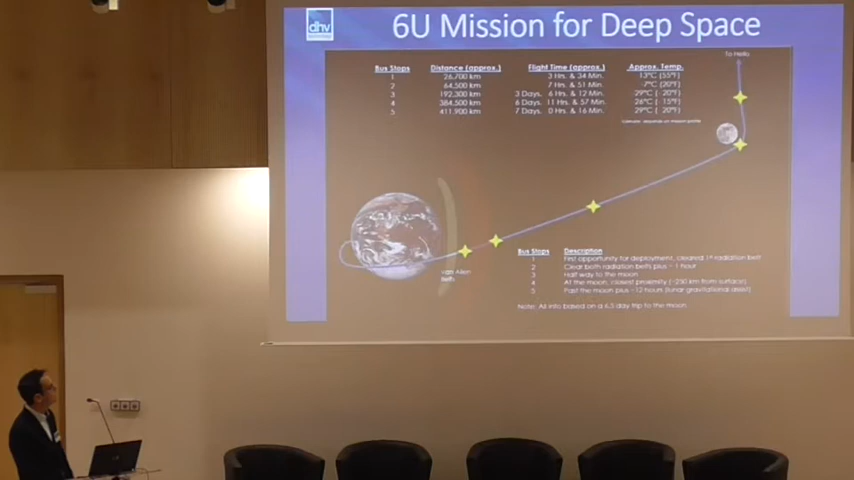 dhv
6U Mission for Deep Space
To Helio
Bus Stops Distance (approx.) Flight Time (approx.) Approx. Temp.
1 26,700 km 3 Hrs. & 34 Min. 13°C (55°F)
2 64,500 km 7 Hrs. & 51 Min. -7°C (20°F)
3 192,300 km 3 Days, 6 Hrs. & 12 Min. 29°C (-20°F)
4 384,500 km 6 Days, 11 Hrs. & 57 Min. 26°C (-15°F)
5 411,900 km 7 Days, 0 Hrs. & 16 Min. 29°C (-20°F)
Van Allen
Belts
Bus Stops Description
1 First opportunity for deployment, cleared 1st radiation belt
2 Clear both radiation belts plus ~ 1 hour
3 Half way to the moon
4 At the moon, closest proximity (~250 km from surface)
5 Past the moon plus ~12 hours (lunar gravitational assist)
Note: All info based on a 6.5 day trip to the moon.